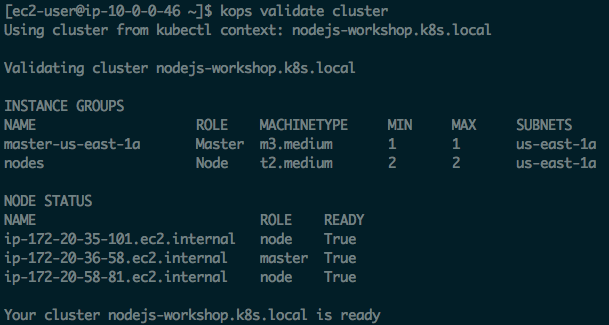 [ec2-user@ip-10-0-0-46 ~]$ kops validate cluster
Using cluster from kubectl context: nodejs-workshop.k8s.local
Validating cluster nodejs-workshop.k8s.local
INSTANCE GROUPS
NAME ROLE MACHINETYPE MIN MAX SUBNETS
master-us-east-1a Master m3.medium 1 1 us-east-1a
nodes Node t2.medium 2 2 us-east-1a
NODE STATUS
NAME ROLE READY
ip-172-20-35-101.ec2.internal node True
ip-172-20-36-58.ec2.internal master True
ip-172-20-58-81.ec2.internal node True
Your cluster nodejs-workshop.k8s.local is ready